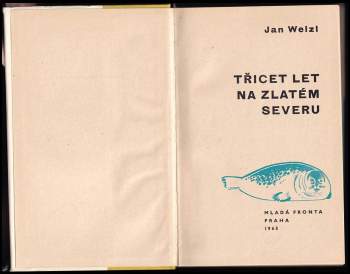 Jan Welzl
TŘICET LET
NA ZLATÉM
SEVERU
MLADÁ FRONTA
PRAHA
1965